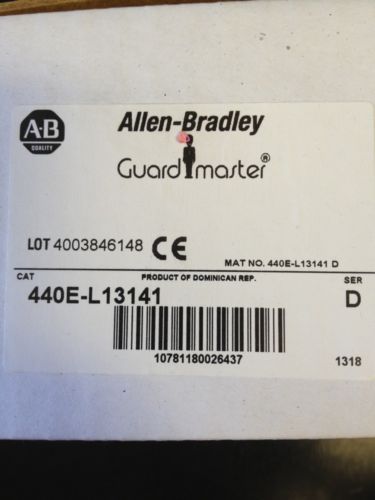 A-B
QUALITY
Allen-Bradley
Guardmaster®
LOT 4003846148 CE
MAT NO. 440E-L13141 D
CAT PRODUCT OF DOMINICAN REP. SER
440E-L13141 D
10781180026437
1318